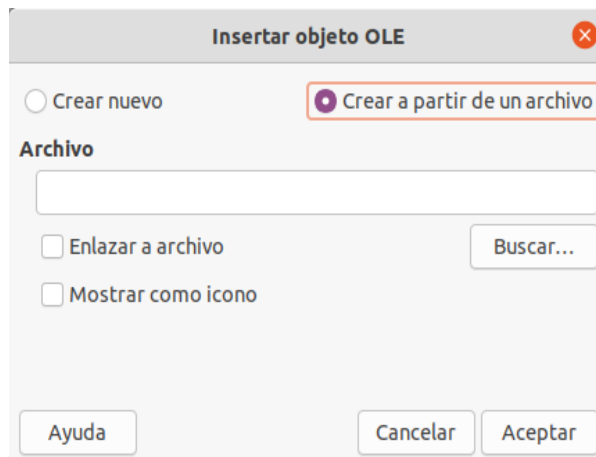 Insertar objeto OLE
Crear nuevo Crear a partir de un archivo
Archivo
Enlazar a archivo Buscar...
Mostrar como icono
Ayuda Cancelar Aceptar